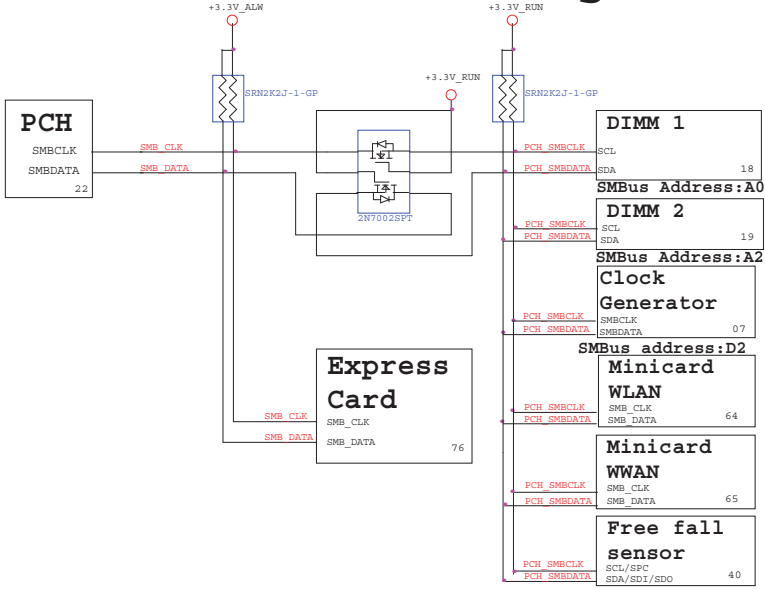 +3.3V_ALW
+3.3V_RUN
SRN2K2J-1-GP
+3.3V_RUN
SRN2K2J-1-GP
PCH
SMBCLK
SMBDATA
22
SMB_CLK
SMB_DATA
2N7002SPT
PCH_SMBCLK
PCH_SMBDATA
DIMM 1
SCL
SDA
18
SMBus Address:A0
PCH_SMBCLK
PCH_SMBDATA
DIMM 2
SCL
SDA
19
SMBus Address:A2
PCH_SMBCLK
PCH_SMBDATA
Clock
Generator
SMBCLK
SMBDATA
07
SMBus address:D2
PCH_SMBCLK
PCH_SMBDATA
Minicard
WLAN
SMB_CLK
SMB_DATA
64
SMB_CLK
SMB_DATA
Express
Card
SMB_CLK
SMB_DATA
76
PCH_SMBCLK
PCH_SMBDATA
Minicard
WWAN
SMB_CLK
SMB_DATA
65
PCH_SMBCLK
PCH_SMBDATA
Free fall
sensor
SCL/SPC
SDA/SDI/SDO
40